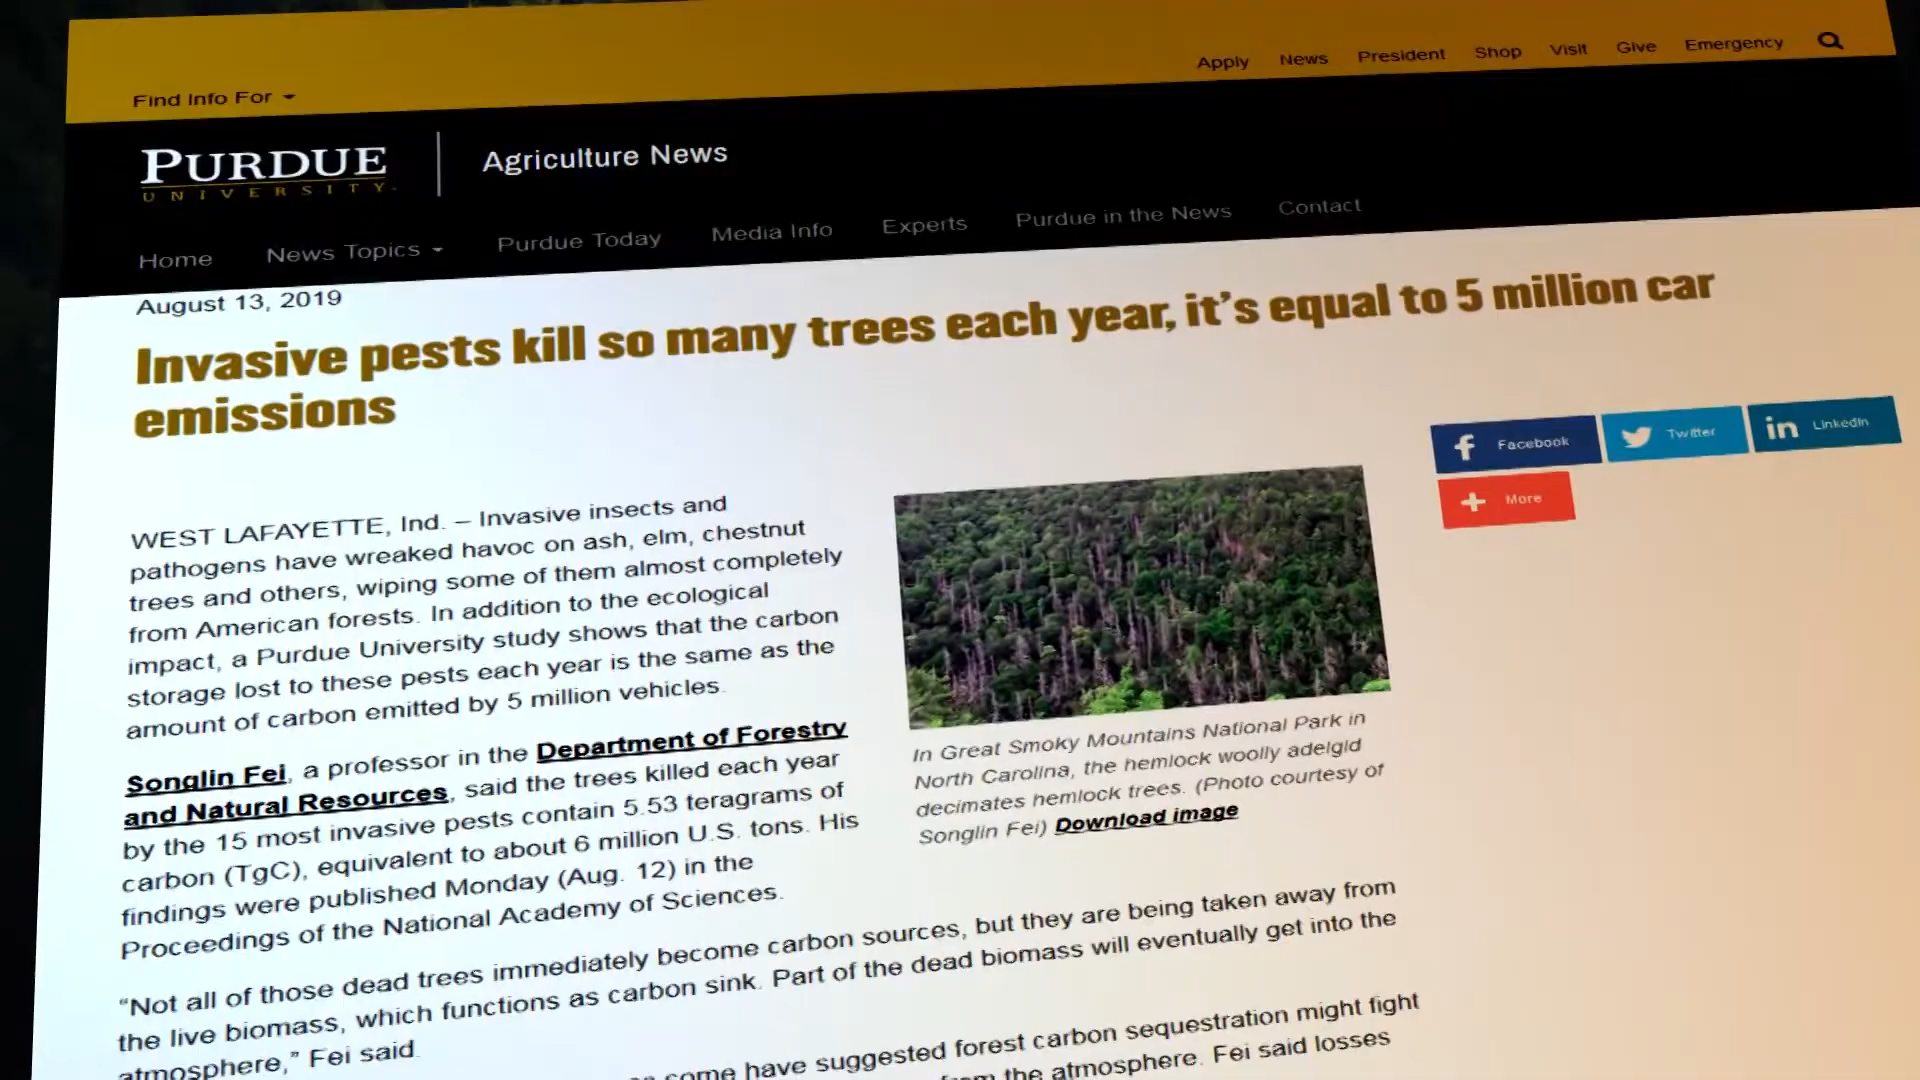 Apply News President Shop Visit Give Emergency
Find Info For
PURDUE
UNIVERSITY.
Agriculture News
Home News Topics Purdue Today Media Info Experts Purdue in the News Contact
August 13, 2019
Invasive pests kill so many trees each year, it’s equal to 5 million car
emissions
Facebook Twitter LinkedIn
More
WEST LAFAYETTE, Ind. – Invasive insects and
pathogens have wreaked havoc on ash, elm, chestnut
trees and others, wiping some of them almost completely
from American forests. In addition to the ecological
impact, a Purdue University study shows that the carbon
storage lost to these pests each year is the same as the
amount of carbon emitted by 5 million vehicles.
Songlin Fei, a professor in the Department of Forestry
and Natural Resources, said the trees killed each year
by the 15 most invasive pests contain 5.53 teragrams of
carbon (TgC), equivalent to about 6 million U.S. tons. His
findings were published Monday (Aug. 12) in the
Proceedings of the National Academy of Sciences.
In Great Smoky Mountains National Park in
North Carolina, the hemlock woolly adelgid
decimates hemlock trees. (Photo courtesy of
Songlin Fei) Download image
“Not all of those dead trees immediately become carbon sources, but they are being taken away from
the live biomass, which functions as carbon sink. Part of the dead biomass will eventually get into the
atmosphere,” Fei said.
have suggested forest carbon sequestration might fight
the atmosphere. Fei said losses